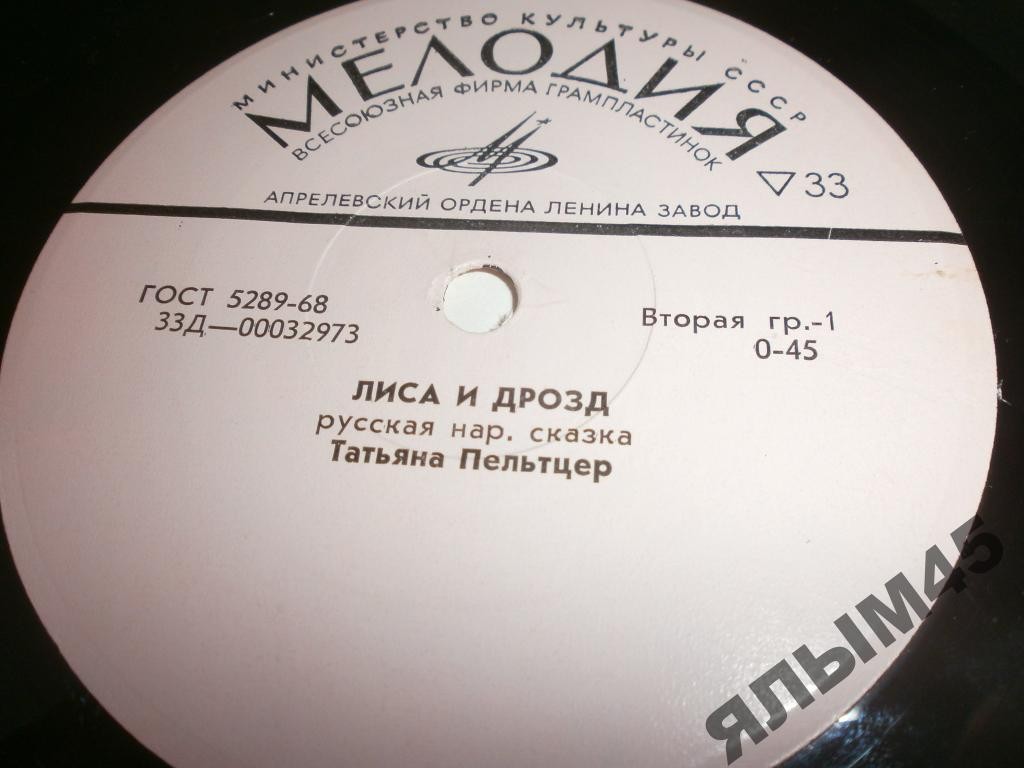 МИНИСТЕРСТВО КУЛЬТУРЫ СССР
МЕЛОДИЯ
ВСЕСОЮЗНАЯ ФИРМА ГРАМПЛАСТИНОК
33
АПРЕЛЕВСКИЙ ОРДЕНА ЛЕНИНА ЗАВОД
ГОСТ 5289-68
33Д—00032973
Вторая гр.-1
0-45
ЛИСА И ДРОЗД
русская нар. сказка
Татьяна Пельтцер
ЯЛЫМ45